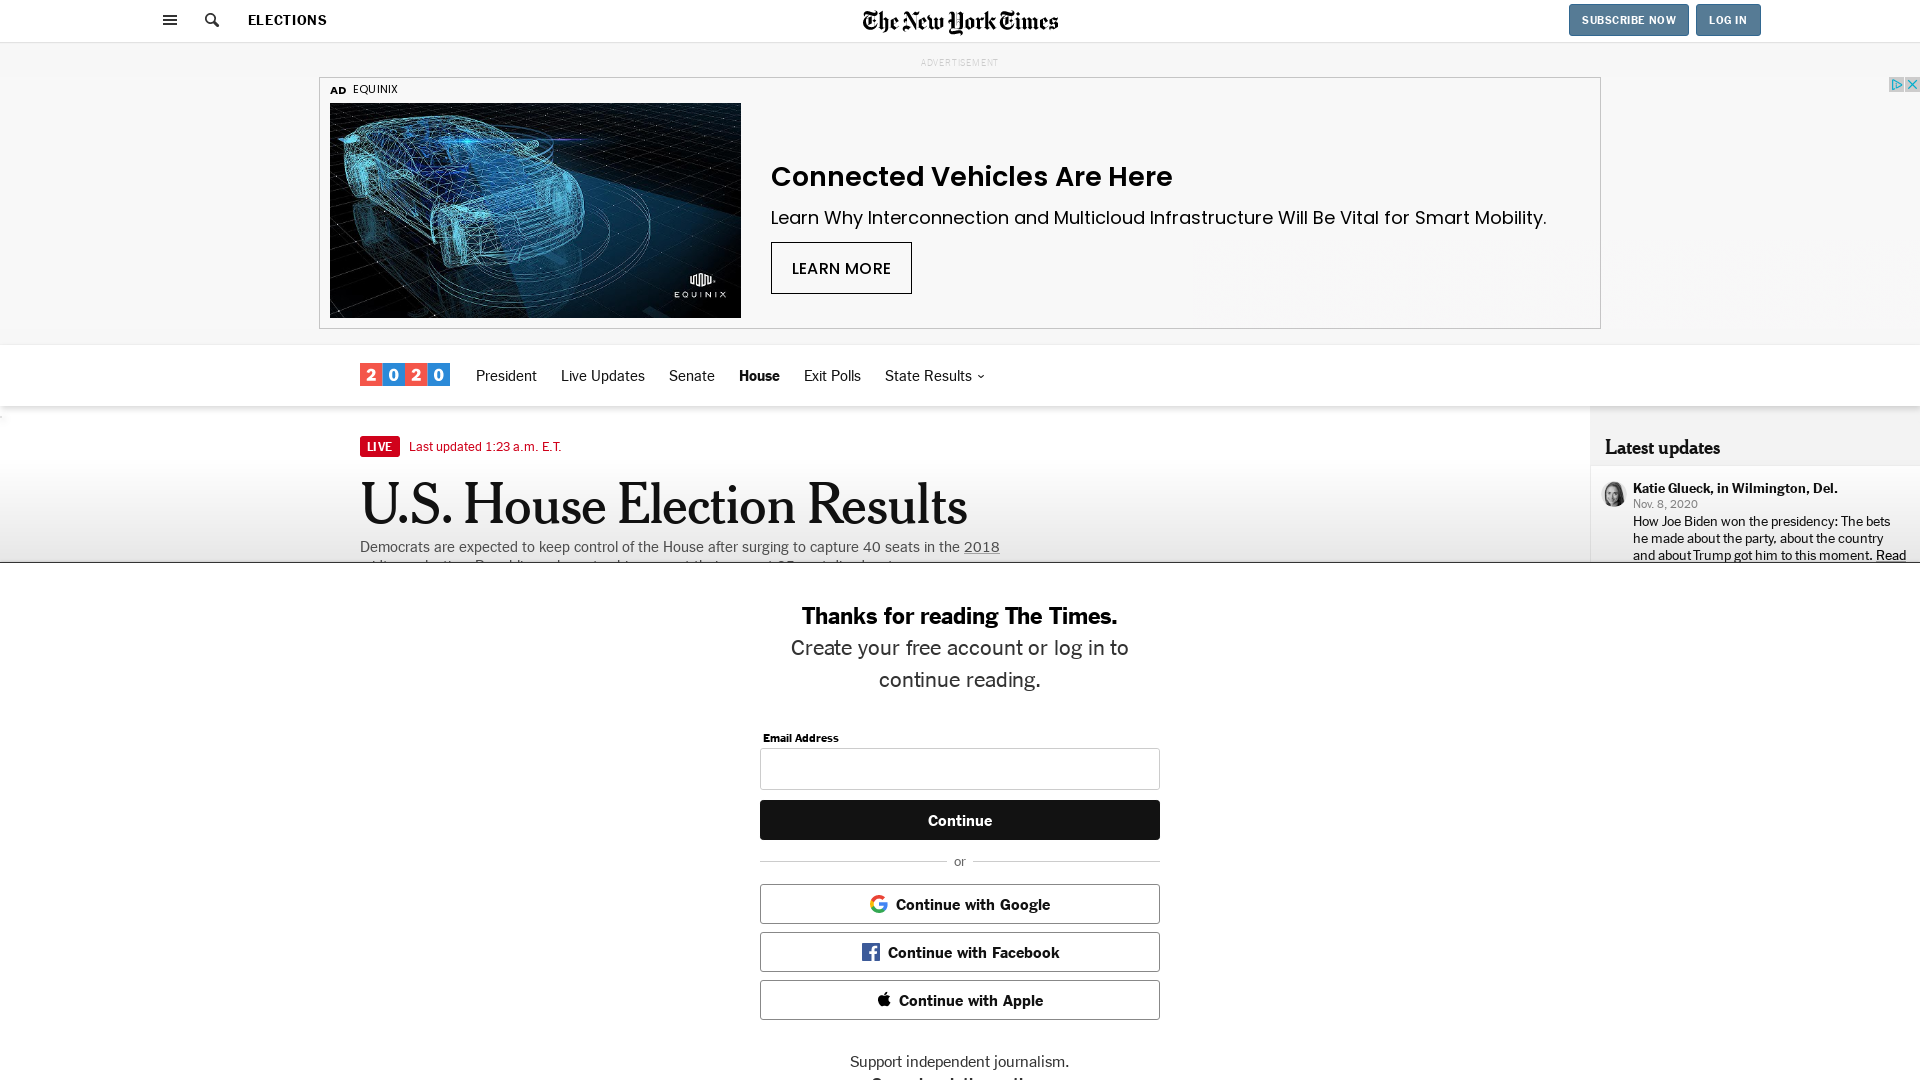 ELECTIONS
The New York Times
SUBSCRIBE NOW
LOG IN
ADVERTISEMENT
AD EQUINIX
EQUINIX
Connected Vehicles Are Here
Learn Why Interconnection and Multicloud Infrastructure Will Be Vital for Smart Mobility.
LEARN MORE
2020
President
Live Updates
Senate
House
Exit Polls
State Results
LIVE Last updated 1:23 a.m. E.T.
U.S. House Election Results
Democrats are expected to keep control of the House after surging to capture 40 seats in the 2018
Latest updates
Katie Glueck, in Wilmington, Del.
Nov. 8, 2020
How Joe Biden won the presidency: The bets
he made about the party, about the country
and about Trump got him to this moment. Read
Thanks for reading The Times.
Create your free account or log in to
continue reading.
Email Address
Continue
or
Continue with Google
Continue with Facebook
Continue with Apple
Support independent journalism.